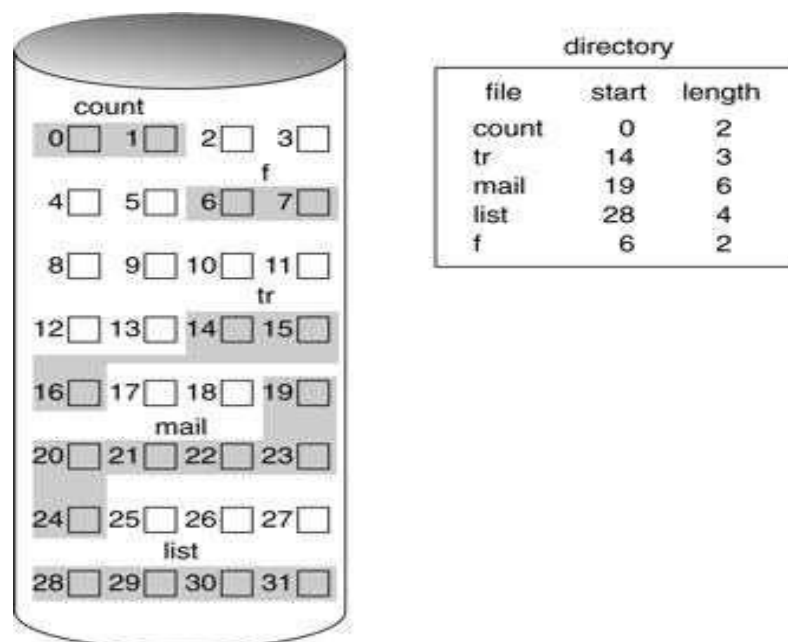 count
0 1 2 3
f
4 5 6 7
8 9 10 11
tr
12 13 14 15
16 17 18 19
mail
20 21 22 23
24 25 26 27
list
28 29 30 31
directory
file start length
count 0 2
tr 14 3
mail 19 6
list 28 4
f 6 2